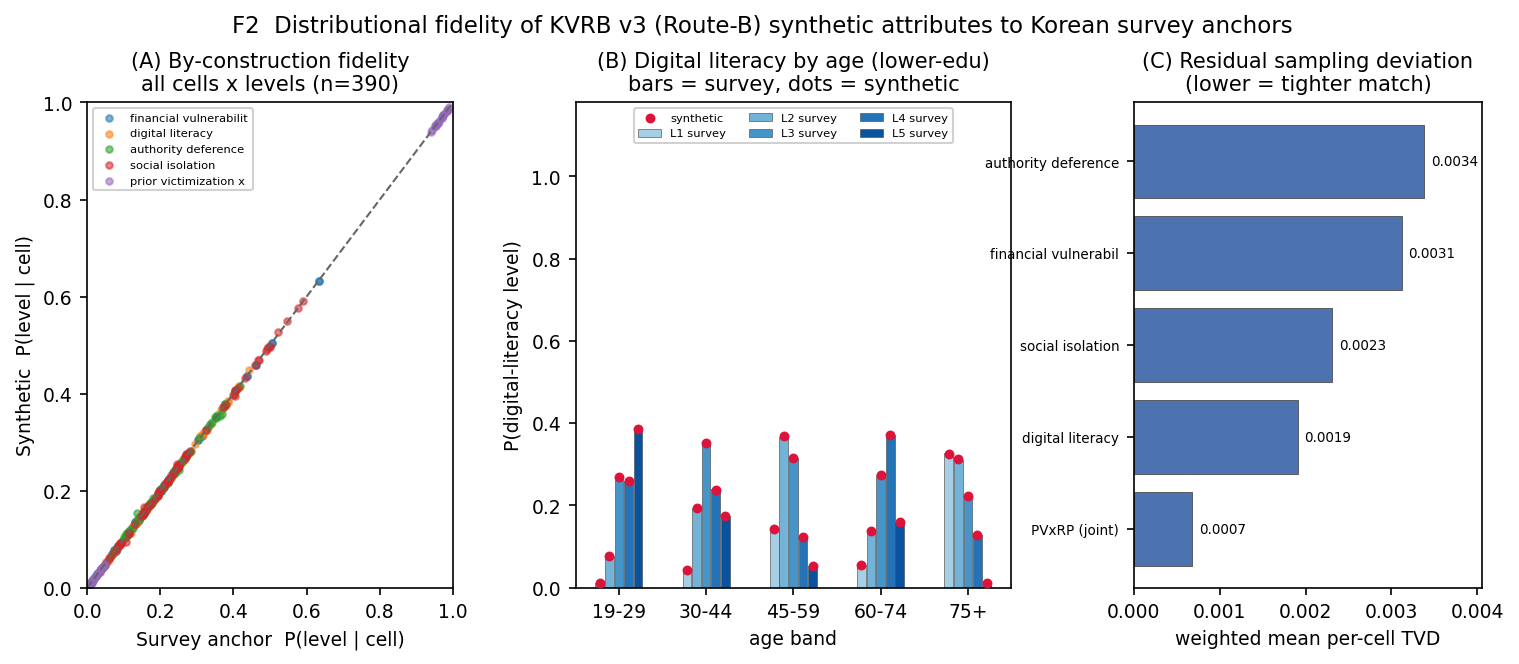 F2  Distributional fidelity of KVRB v3 (Route-B) synthetic attributes to Korean survey anchors
(A) By-construction fidelity
all cells x levels (n=390)
1.0
0.8
0.6
0.4
0.2
0.0
Synthetic  P(level | cell)
financial vulnerabilit
digital literacy
authority deference
social isolation
prior victimization x
0.0 0.2 0.4 0.6 0.8 1.0
Survey anchor  P(level | cell)
(B) Digital literacy by age (lower-edu)
bars = survey, dots = synthetic
1.0
0.8
0.6
0.4
0.2
0.0
P(digital-literacy level)
synthetic L2 survey L4 survey
L1 survey L3 survey L5 survey
19-29 30-44 45-59 60-74 75+
age band
(C) Residual sampling deviation
(lower = tighter match)
authority deference 0.0034
financial vulnerabil 0.0031
social isolation 0.0023
digital literacy 0.0019
PVxRP (joint) 0.0007
0.000 0.001 0.002 0.003 0.004
weighted mean per-cell TVD